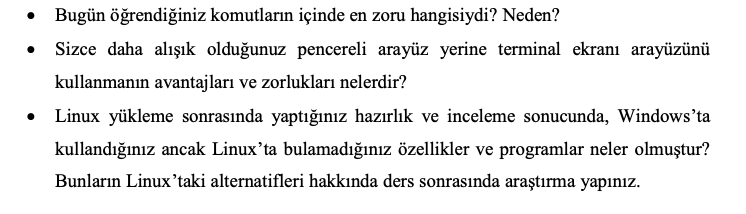 • Bugün öğrendiğiniz komutların içinde en zoru hangisiydi? Neden?
• Sizce daha alışık olduğunuz pencereli arayüz yerine terminal ekranı arayüzünü
kullanmanın avantajları ve zorlukları nelerdir?
• Linux yükleme sonrasında yaptığınız hazırlık ve inceleme sonucunda, Windows’ta
kullandığınız ancak Linux’ta bulamadığınız özellikler ve programlar neler olmuştur?
Bunların Linux’taki alternatifleri hakkında ders sonrasında araştırma yapınız.